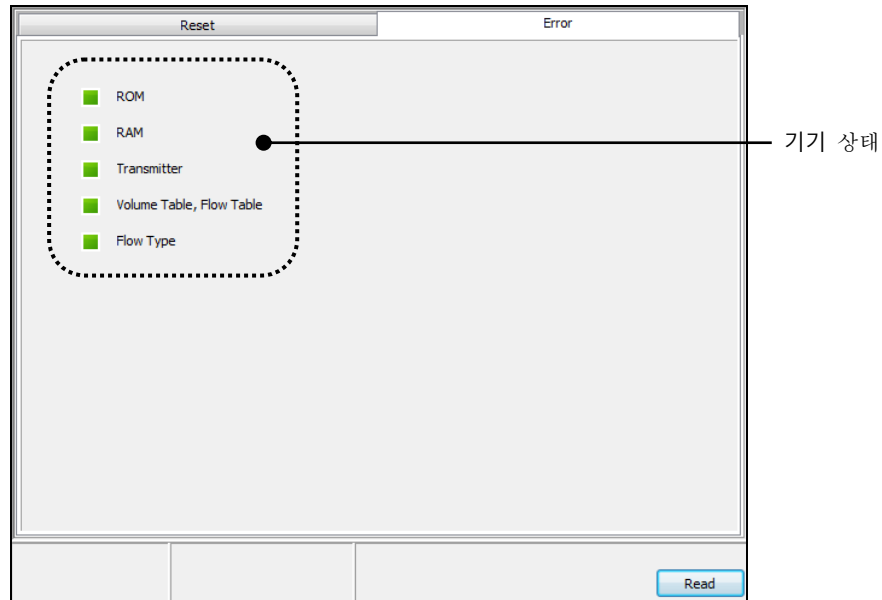 Reset
Error
ROM
RAM
기기 상태
Transmitter
Volume Table, Flow Table
Flow Type
Read